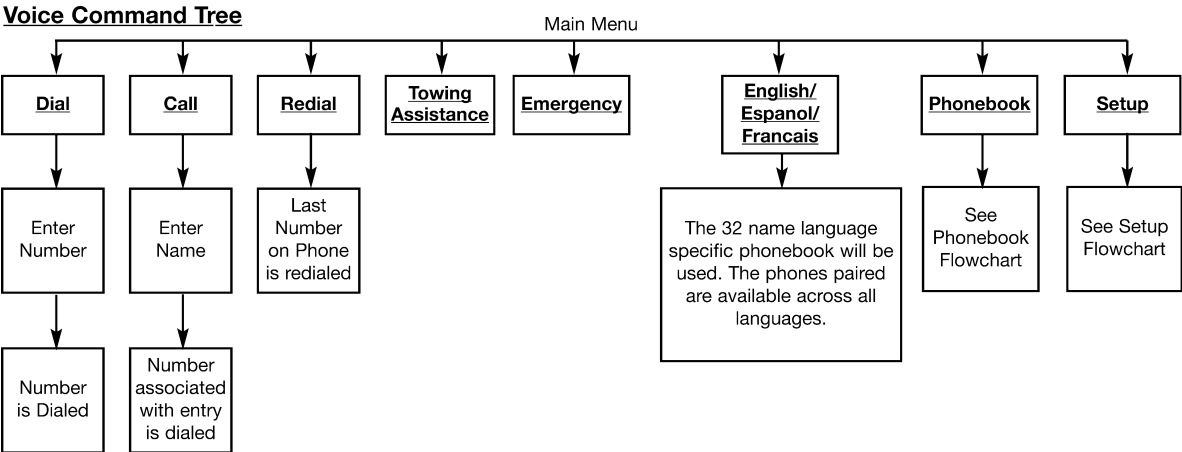 Voice Command Tree
Main Menu
Dial
Call
Redial
Towing
Assistance
Emergency
English/
Espanol/
Francais
Phonebook
Setup
Enter
Number
Enter
Name
Last
Number
on Phone
is redialed
The 32 name language
specific phonebook will be
used. The phones paired
are available across all
languages.
See
Phonebook
Flowchart
See Setup
Flowchart
Number
is Dialed
Number
associated
with entry
is dialed